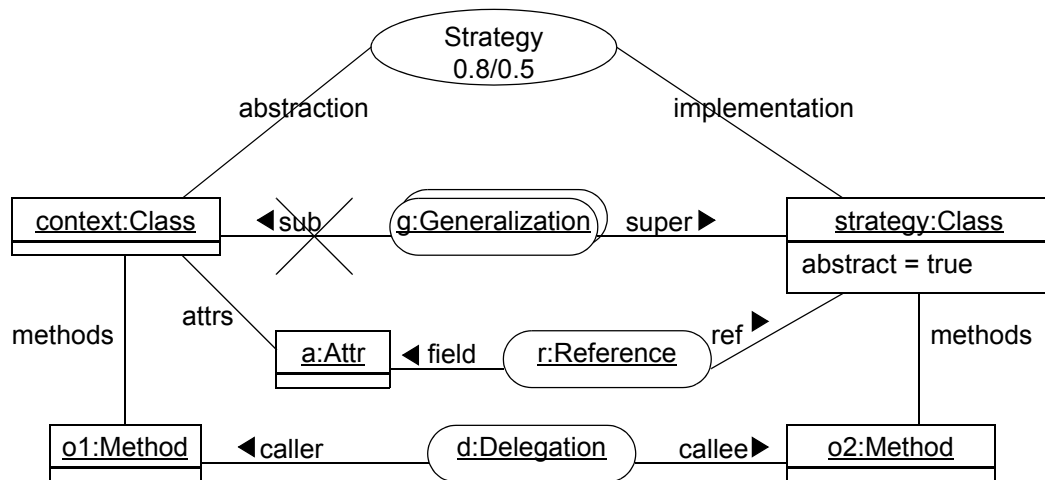 Strategy
0.8/0.5
abstraction
implementation
context:Class
sub
g:Generalization
super
strategy:Class
abstract = true
methods
attrs
a:Attr
field
r:Reference
ref
methods
o1:Method
caller
d:Delegation
callee
o2:Method